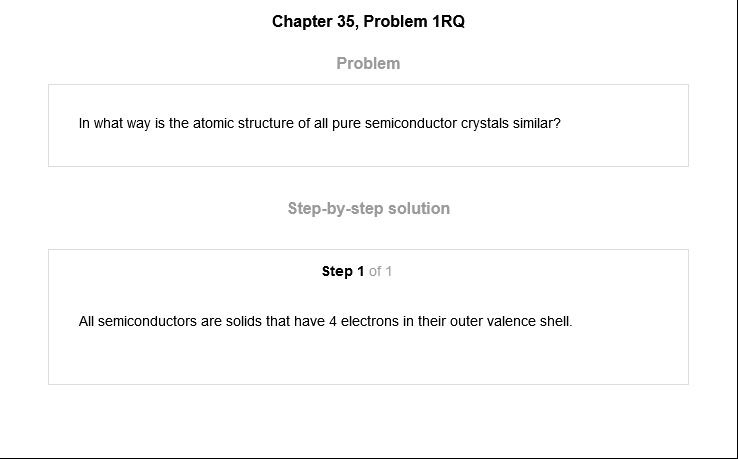 Chapter 35, Problem 1RQ
Problem
In what way is the atomic structure of all pure semiconductor crystals similar?
Step-by-step solution
Step 1 of 1
All semiconductors are solids that have 4 electrons in their outer valence shell.